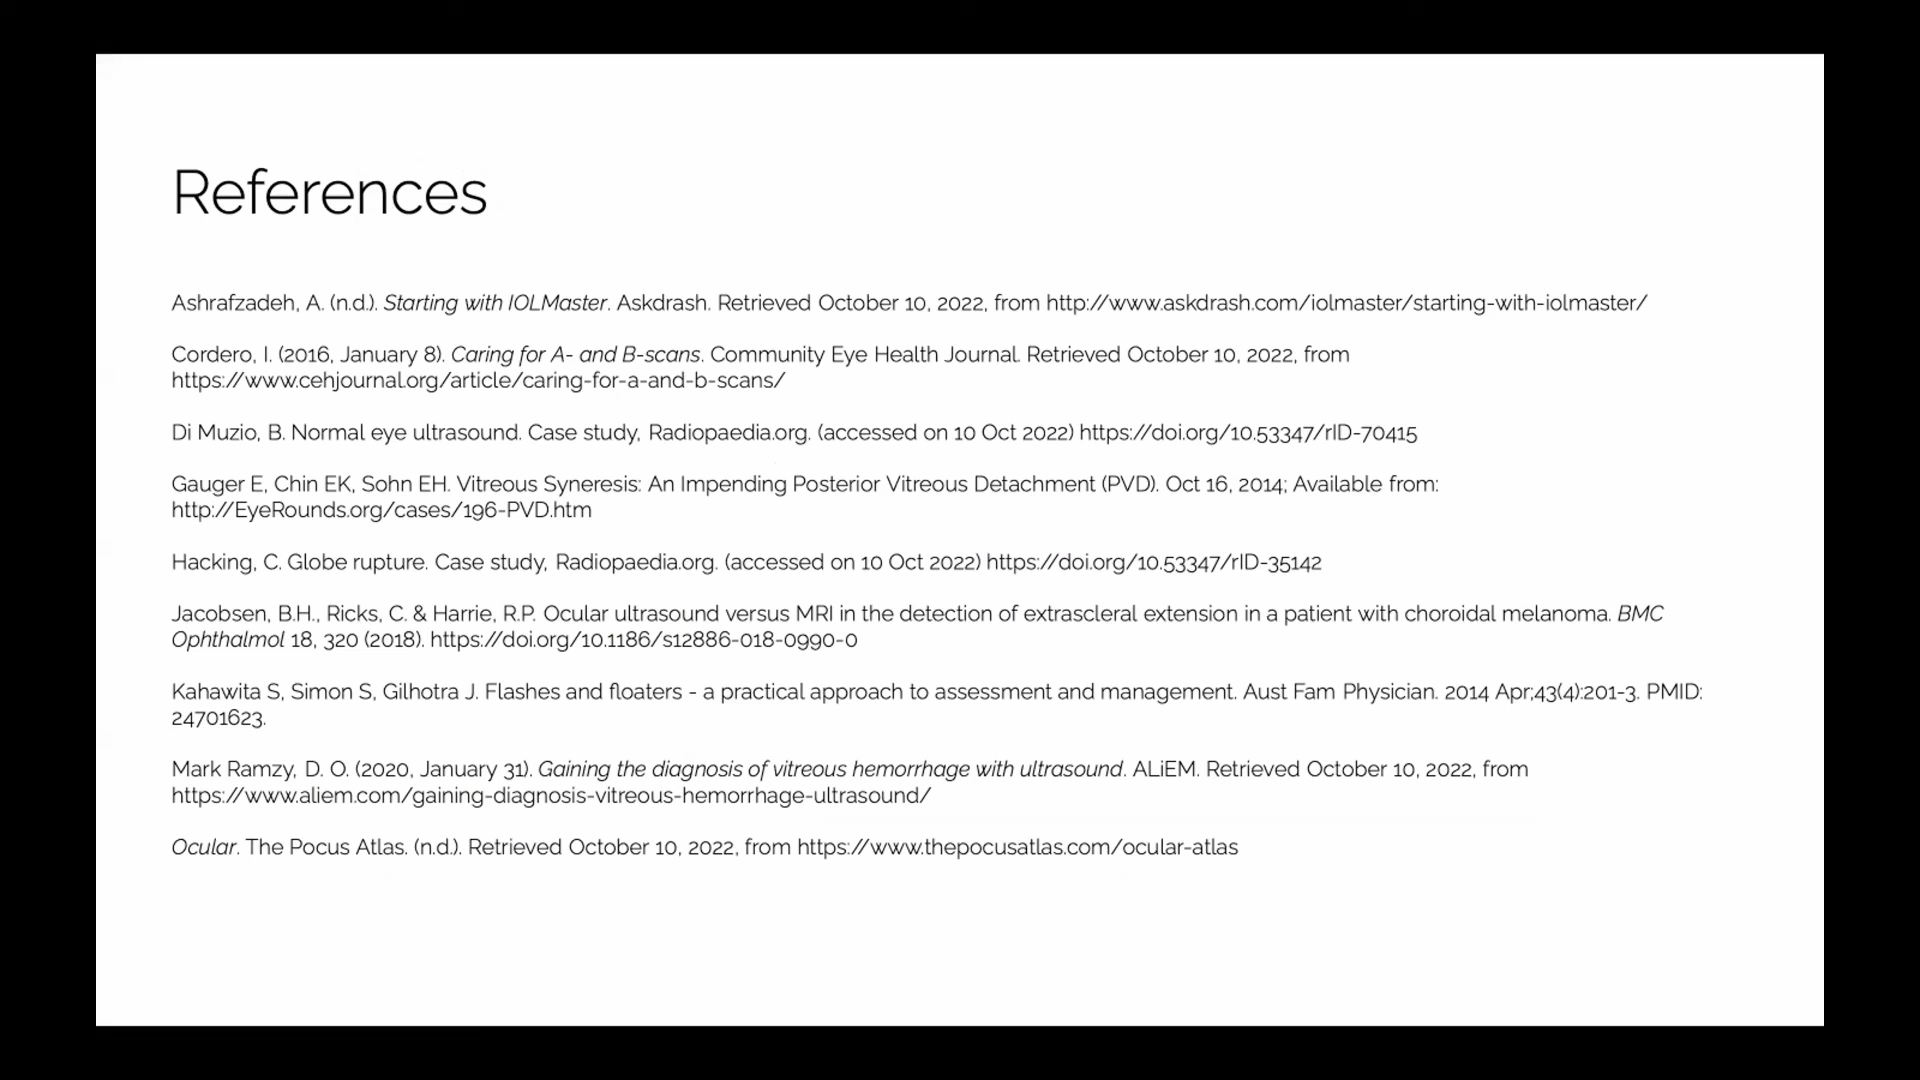 References
Ashrafzadeh, A. (n.d.). Starting with IOLMaster. Askdrash. Retrieved October 10, 2022, from http://www.askdrash.com/iolmaster/starting-with-iolmaster/
Cordero, I. (2016, January 8). Caring for A- and B-scans. Community Eye Health Journal. Retrieved October 10, 2022, from
https://www.cehjournal.org/article/caring-for-a-and-b-scans/
Di Muzio, B. Normal eye ultrasound. Case study, Radiopaedia.org. (accessed on 10 Oct 2022) https://doi.org/10.53347/rID-70415
Gauger E, Chin EK, Sohn EH. Vitreous Syneresis: An Impending Posterior Vitreous Detachment (PVD). Oct 16, 2014; Available from:
http://EyeRounds.org/cases/196-PVD.htm
Hacking, C. Globe rupture. Case study, Radiopaedia.org. (accessed on 10 Oct 2022) https://doi.org/10.53347/rID-35142
Jacobsen, B.H., Ricks, C. & Harrie, R.P. Ocular ultrasound versus MRI in the detection of extrascleral extension in a patient with choroidal melanoma. BMC
Ophthalmol 18, 320 (2018). https://doi.org/10.1186/s12886-018-0990-0
Kahawita S, Simon S, Gilhotra J. Flashes and floaters - a practical approach to assessment and management. Aust Fam Physician. 2014 Apr;43(4):201-3. PMID:
24701623.
Mark Ramzy, D. O. (2020, January 31). Gaining the diagnosis of vitreous hemorrhage with ultrasound. ALiEM. Retrieved October 10, 2022, from
https://www.aliem.com/gaining-diagnosis-vitreous-hemorrhage-ultrasound/
Ocular. The Pocus Atlas. (n.d.). Retrieved October 10, 2022, from https://www.thepocusatlas.com/ocular-atlas